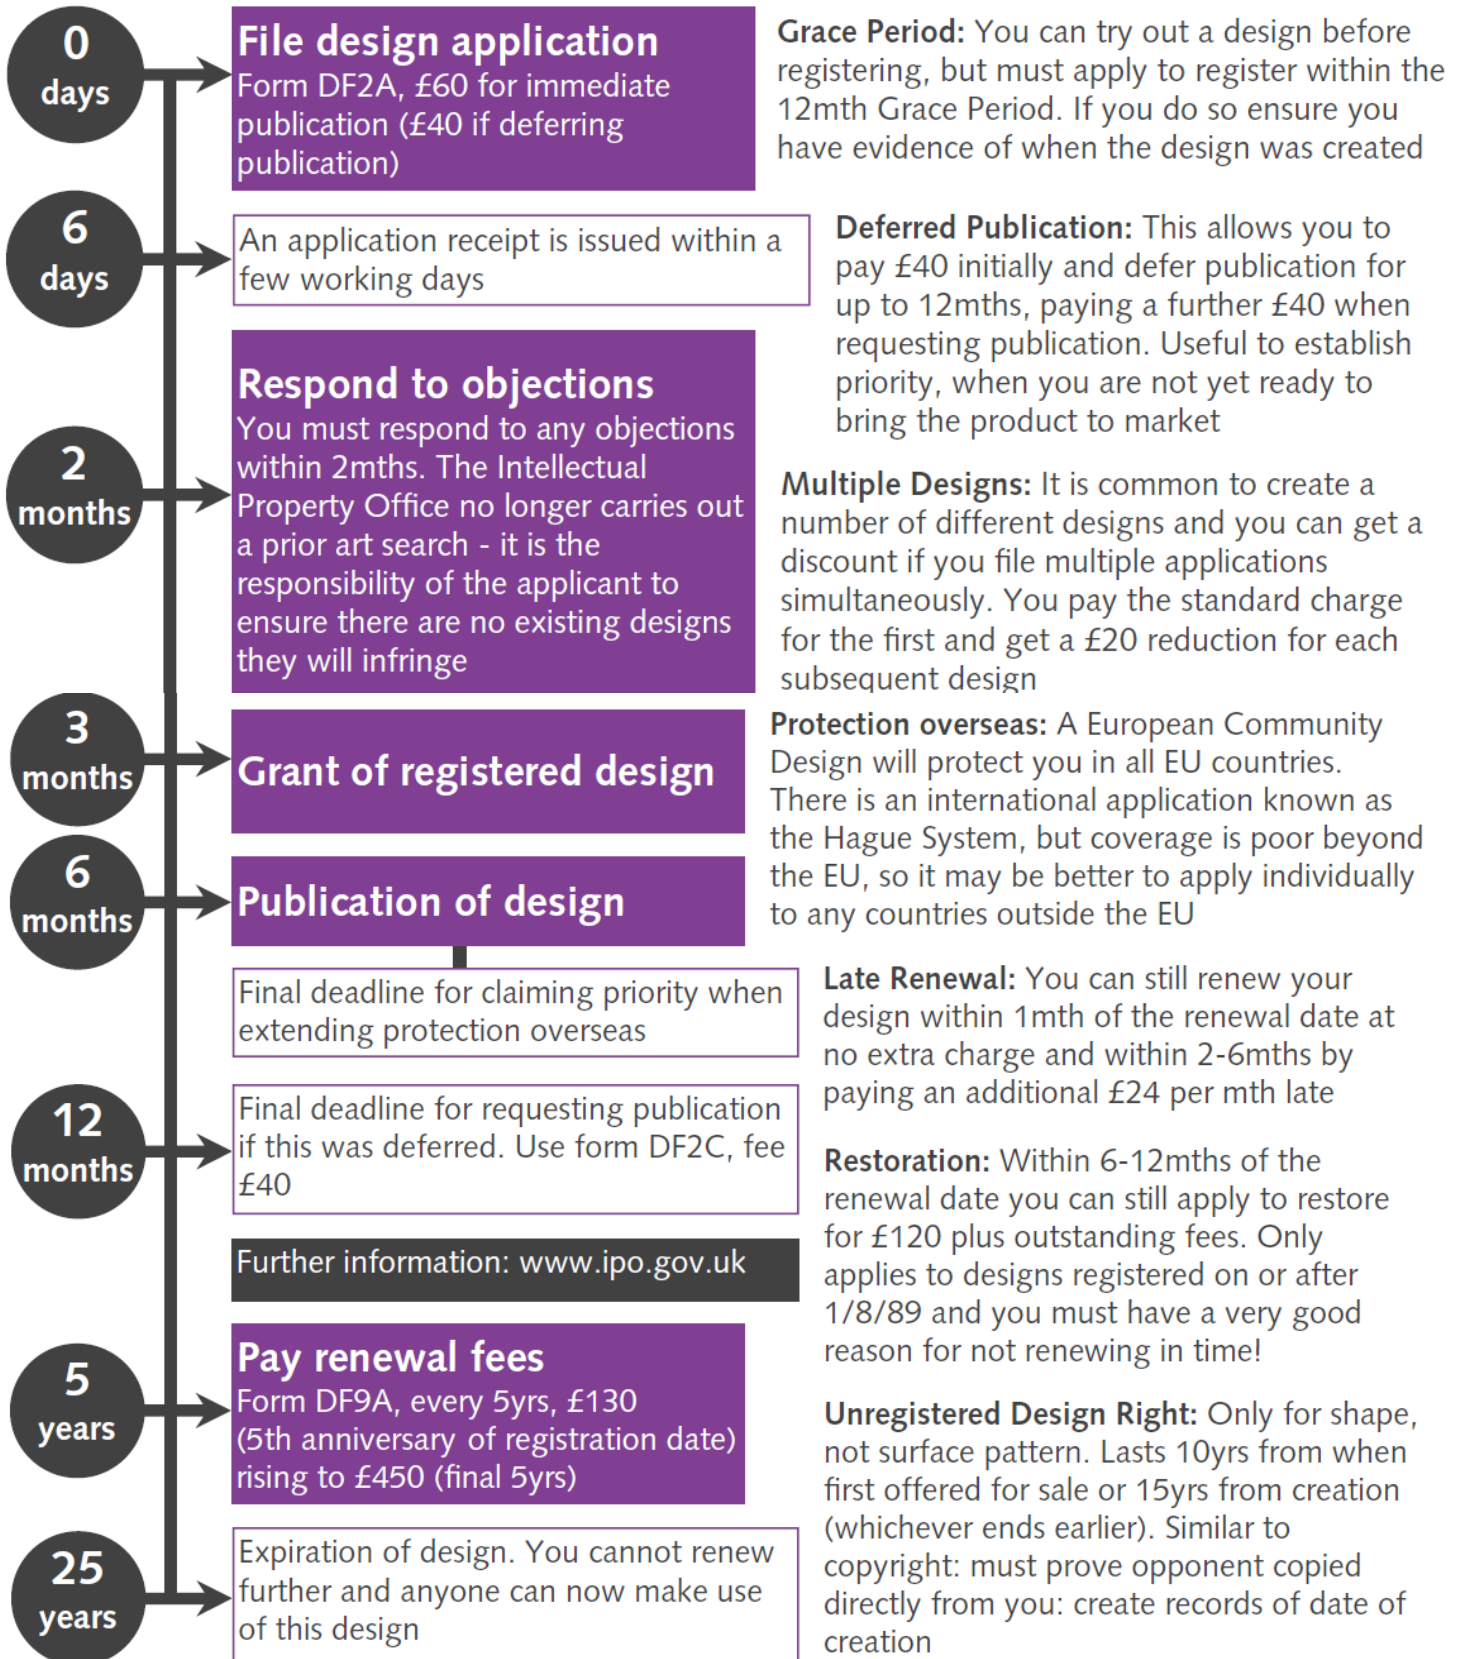 0
days
File design application
Form DF2A, £60 for immediate
publication (£40 if deferring
publication)
Grace Period: You can try out a design before
registering, but must apply to register within the
12mth Grace Period. If you do so ensure you
have evidence of when the design was created
6
days
An application receipt is issued within a
few working days
Deferred Publication: This allows you to
pay £40 initially and defer publication for
up to 12mths, paying a further £40 when
requesting publication. Useful to establish
priority, when you are not yet ready to
bring the product to market
2
months
Respond to objections
You must respond to any objections
within 2mths. The Intellectual
Property Office no longer carries out
a prior art search - it is the
responsibility of the applicant to
ensure there are no existing designs
they will infringe
Multiple Designs: It is common to create a
number of different designs and you can get a
discount if you file multiple applications
simultaneously. You pay the standard charge
for the first and get a £20 reduction for each
subsequent design
3
months
Grant of registered design
Protection overseas: A European Community
Design will protect you in all EU countries.
There is an international application known as
the Hague System, but coverage is poor beyond
the EU, so it may be better to apply individually
to any countries outside the EU
6
months
Publication of design
Final deadline for claiming priority when
extending protection overseas
Late Renewal: You can still renew your
design within 1mth of the renewal date at
no extra charge and within 2-6mths by
paying an additional £24 per mth late
12
months
Final deadline for requesting publication
if this was deferred. Use form DF2C, fee
£40
Restoration: Within 6-12mths of the
renewal date you can still apply to restore
for £120 plus outstanding fees. Only
applies to designs registered on or after
1/8/89 and you must have a very good
reason for not renewing in time!
Further information: www.ipo.gov.uk
5
years
Pay renewal fees
Form DF9A, every 5yrs, £130
(5th anniversary of registration date)
rising to £450 (final 5yrs)
Unregistered Design Right: Only for shape,
not surface pattern. Lasts 10yrs from when
first offered for sale or 15yrs from creation
(whichever ends earlier). Similar to
copyright: must prove opponent copied
directly from you: create records of date of
creation
25
years
Expiration of design. You cannot renew
further and anyone can now make use
of this design